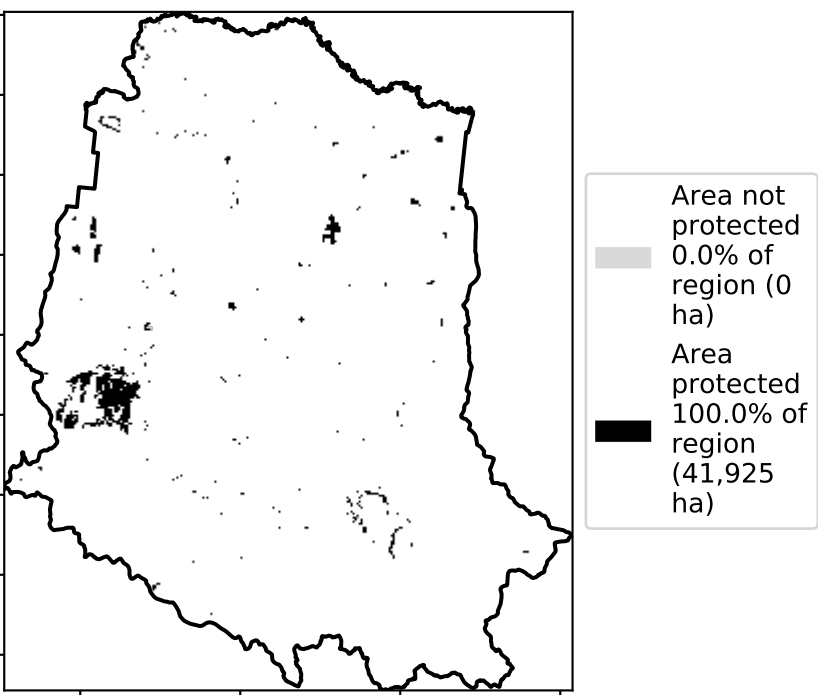 Area not
protected
0.0% of
region (0
ha)
Area
protected
100.0% of
region
(41,925
ha)